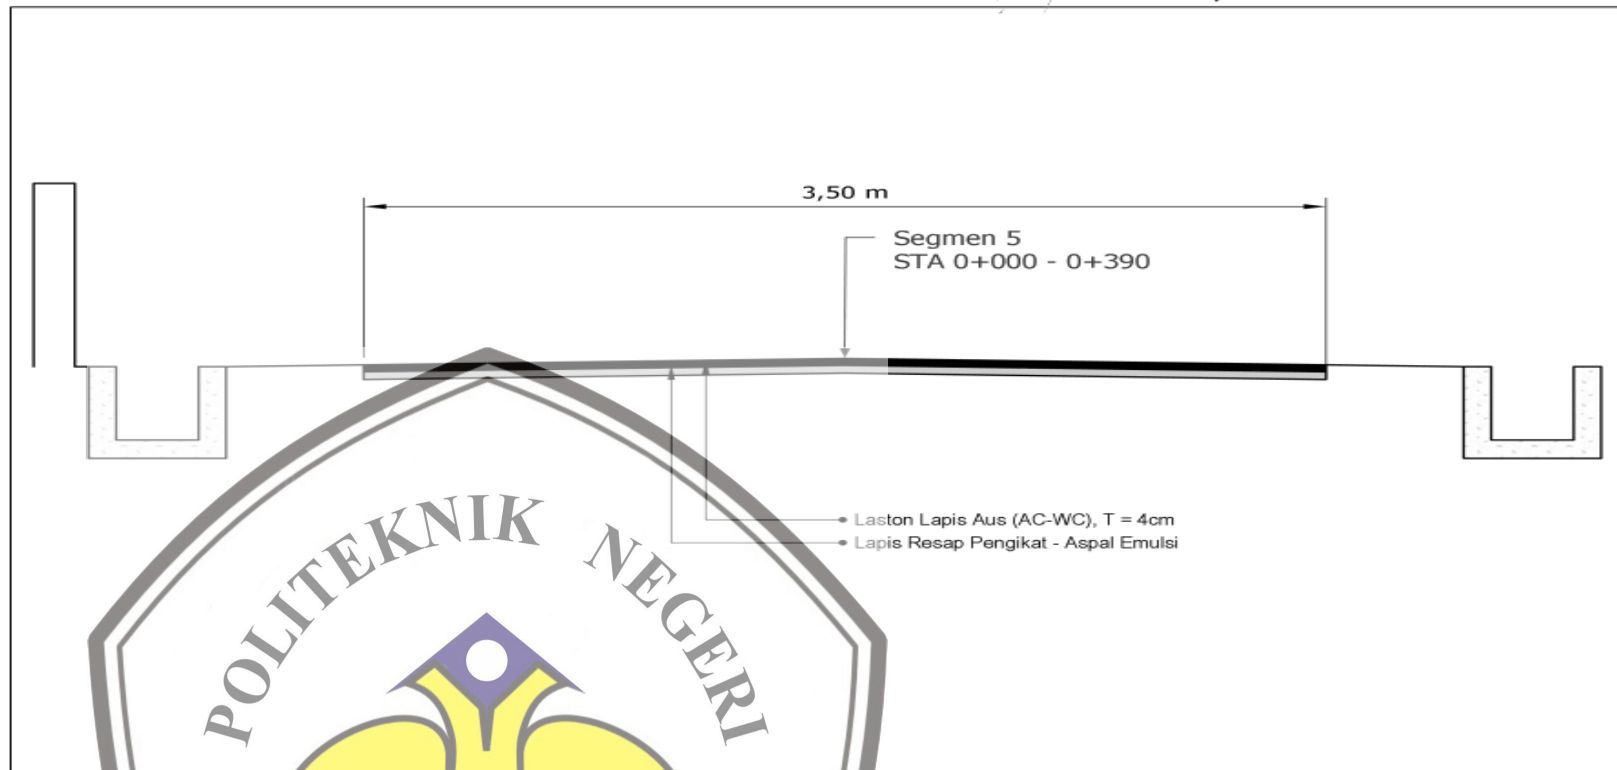 3,50 m
Segmen 5
STA 0+000 - 0+390
Laston Lapis Aus (AC-WC), T = 4cm
Lapis Resap Pengikat - Aspal Emulsi
POLITEKNIK NEGERI